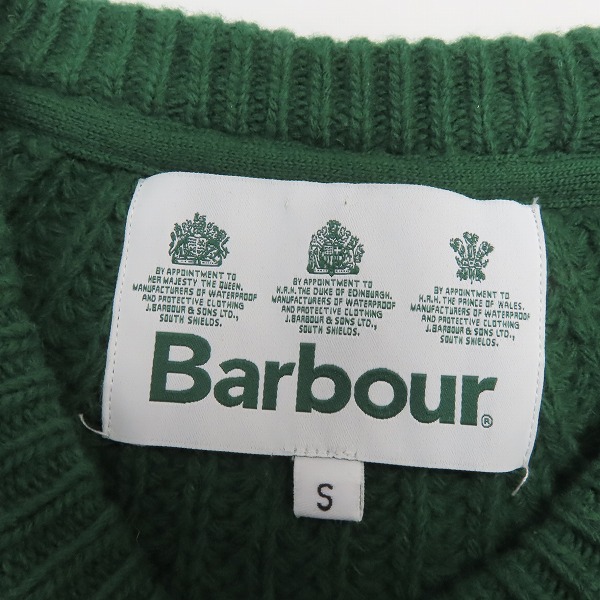 BY APPOINTMENT TO
HER MAJESTY THE QUEEN.
MANUFACTURERS OF WATERPROOF
AND PROTECTIVE CLOTHING
J.BARBOUR & SONS LTD.,
SOUTH SHIELDS.
BY APPOINTMENT TO
H.R.H. THE DUKE OF EDINBURGH.
MANUFACTURERS OF WATERPROOF
AND PROTECTIVE CLOTHING
J.BARBOUR & SONS LTD.,
SOUTH SHIELDS.
BY APPOINTMENT TO
H.R.H. THE PRINCE OF WALES.
MANUFACTURERS OF WATERPROOF
AND PROTECTIVE CLOTHING
J.BARBOUR & SONS LTD.,
SOUTH SHIELDS.
Barbour®
S